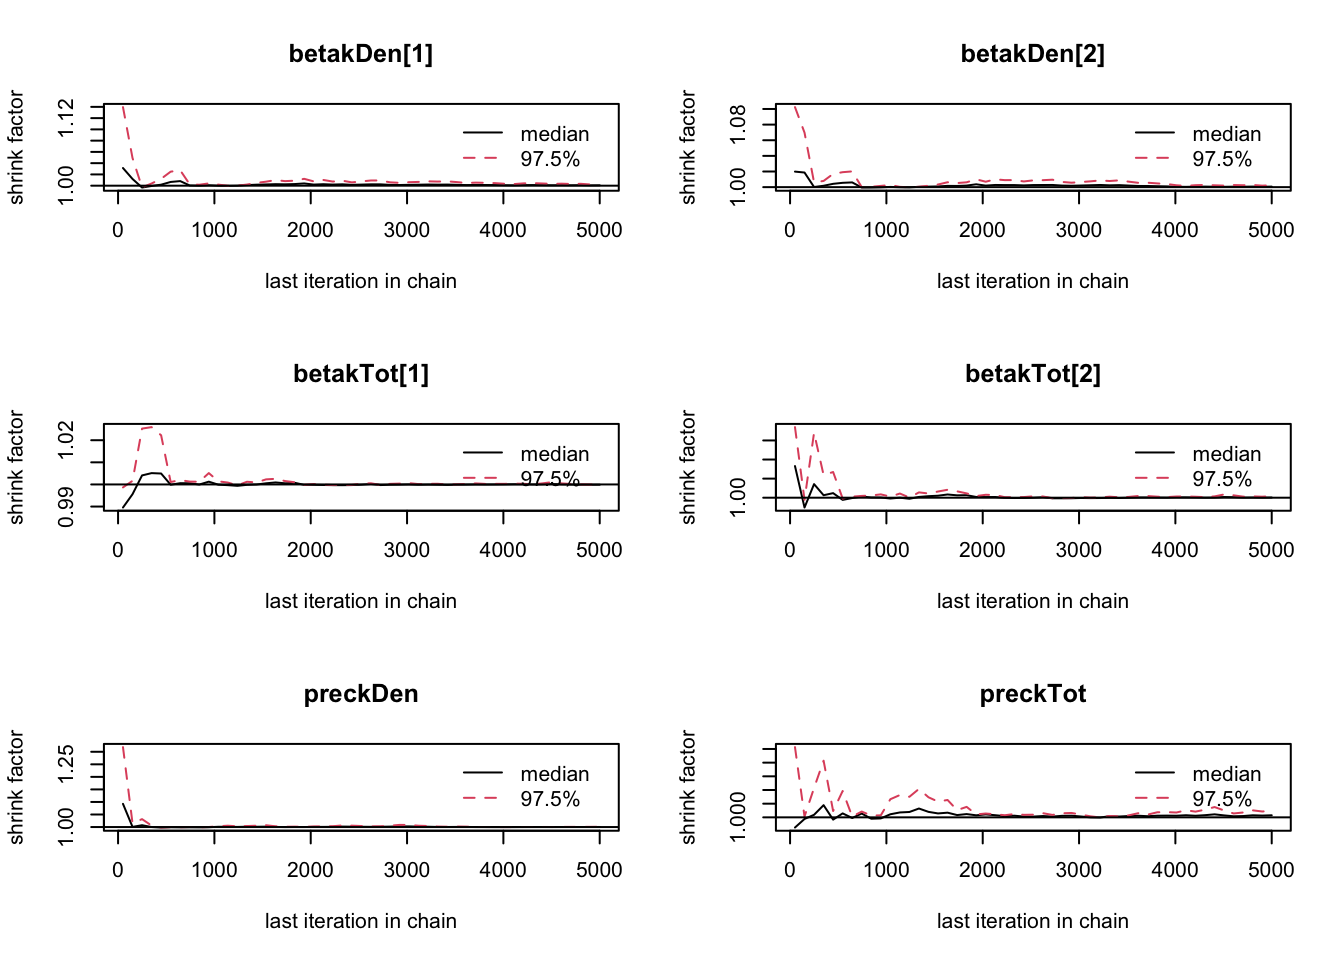 betakDen[1]
shrink factor
1.00 1.12
median
97.5%
0 1000 2000 3000 4000 5000
last iteration in chain
betakDen[2]
shrink factor
1.00 1.08
median
97.5%
0 1000 2000 3000 4000 5000
last iteration in chain
betakTot[1]
shrink factor
0.99 1.02
median
97.5%
0 1000 2000 3000 4000 5000
last iteration in chain
betakTot[2]
shrink factor
1.00
median
97.5%
0 1000 2000 3000 4000 5000
last iteration in chain
preckDen
shrink factor
1.00 1.25
median
97.5%
0 1000 2000 3000 4000 5000
last iteration in chain
preckTot
shrink factor
1.000
median
97.5%
0 1000 2000 3000 4000 5000
last iteration in chain